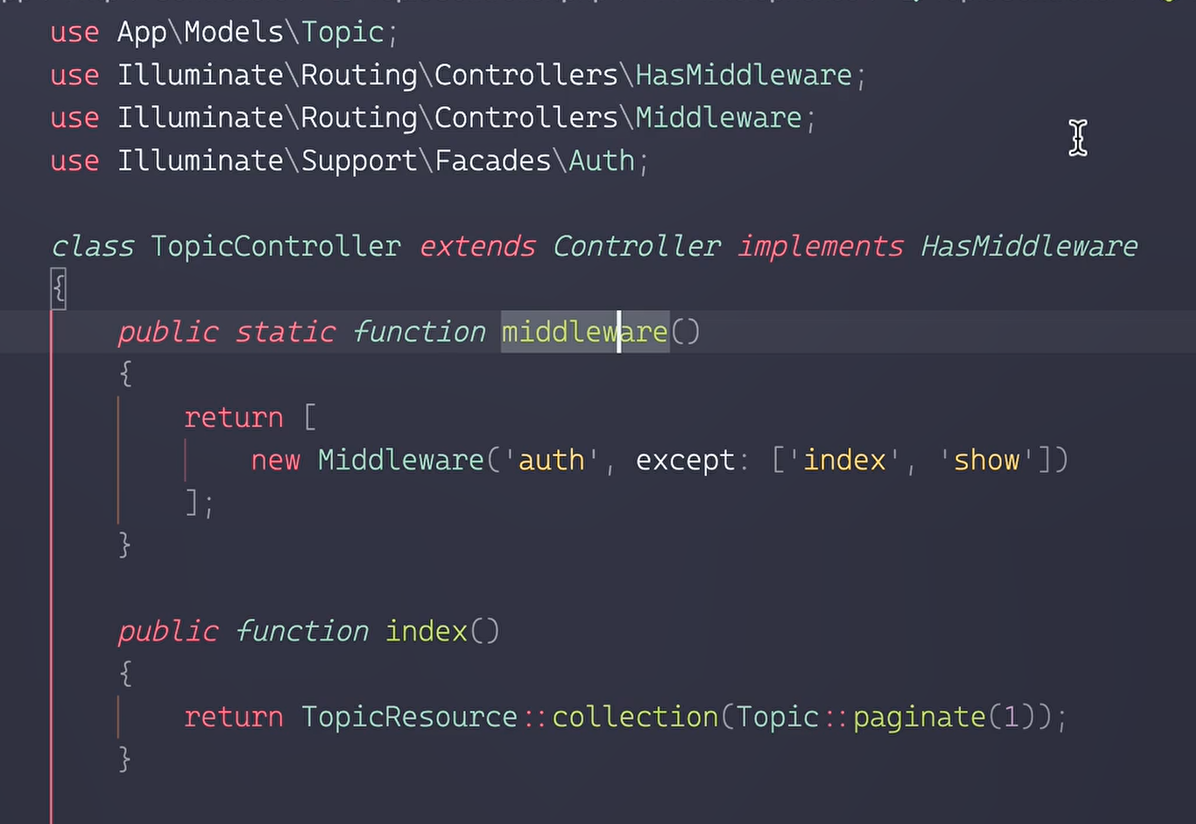 use App\Models\Topic;
use Illuminate\Routing\Controllers\HasMiddleware;
use Illuminate\Routing\Controllers\Middleware;
use Illuminate\Support\Facades\Auth;
class TopicController extends Controller implements HasMiddleware
{
public static function middleware()
{
return [
new Middleware('auth', except: ['index', 'show'])
];
}
public function index()
{
return TopicResource::collection(Topic::paginate(1));
}